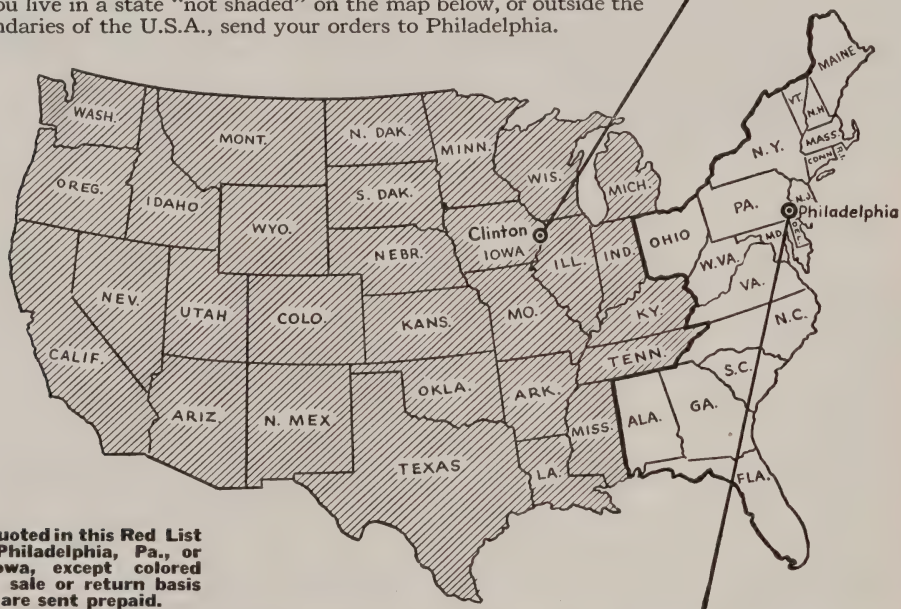 ou live in a state "not shaded" on the map below, or outside the
ndaries of the U.S.A., send your orders to Philadelphia.
WASH.
MONT.
N. DAK.
MINN.
OREG.
IDAHO
WYO.
S. DAK.
WIS.
MICH.
N.Y.
VT.
N.H.
MAINE
MASS.
CONN.
R.I.
PA.
N.J.
Philadelphia
Clinton
IOWA
NEBR.
ILL.
IND.
OHIO
W.VA.
MD.
DEL.
VA.
NEV.
UTAH
COLO.
KANS.
MO.
KY.
N.C.
CALIF.
TENN.
S.C.
ARIZ.
N. MEX
OKLA.
ARK.
MISS.
ALA.
GA.
TEXAS
LA.
FLA.
uoted in this Red List
Philadelphia, Pa., or
owa, except colored
sale or return basis
are sent prepaid.